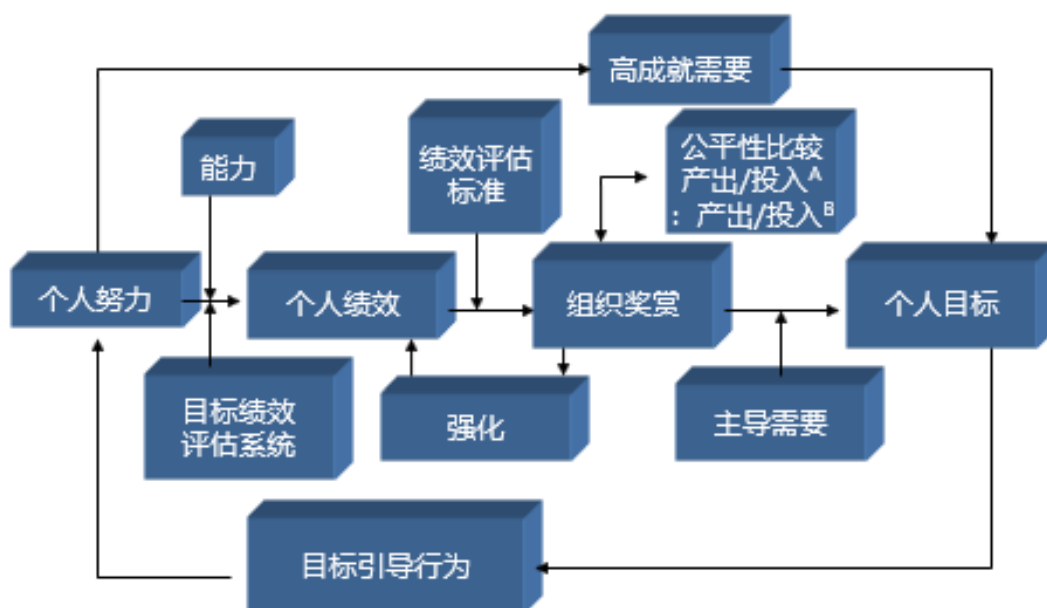 高成就需要
能力
绩效评估
标准
公平性比较
产出/投入ᴬ
：产出/投入ᴮ
个人努力
个人绩效
组织奖赏
个人目标
目标绩效
评估系统
强化
主导需要
目标引导行为